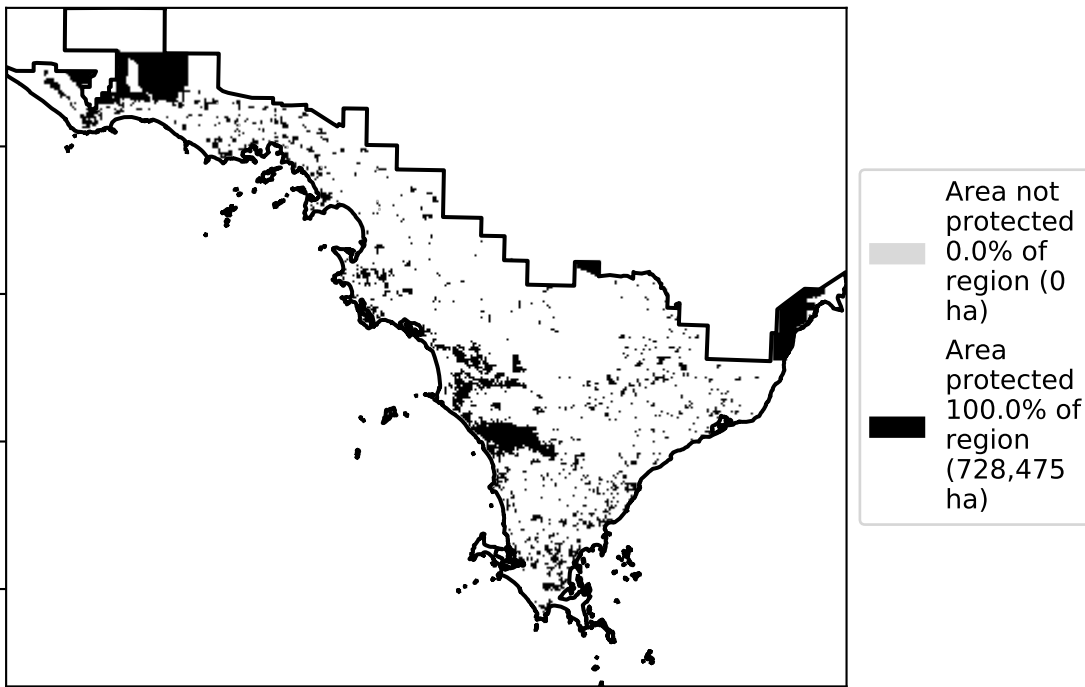 Area not
protected
0.0% of
region (0
ha)
Area
protected
100.0% of
region
(728,475
ha)